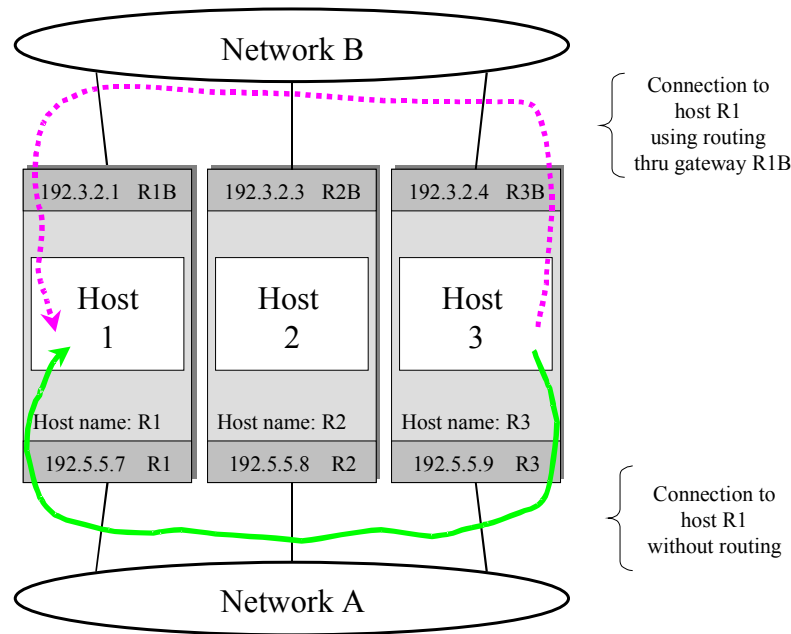 Network B
Connection to
host R1
using routing
thru gateway R1B
192.3.2.1 R1B
192.3.2.3 R2B
192.3.2.4 R3B
Host
1
Host
2
Host
3
Host name: R1
Host name: R2
Host name: R3
192.5.5.7 R1
192.5.5.8 R2
192.5.5.9 R3
Connection to
host R1
without routing
Network A